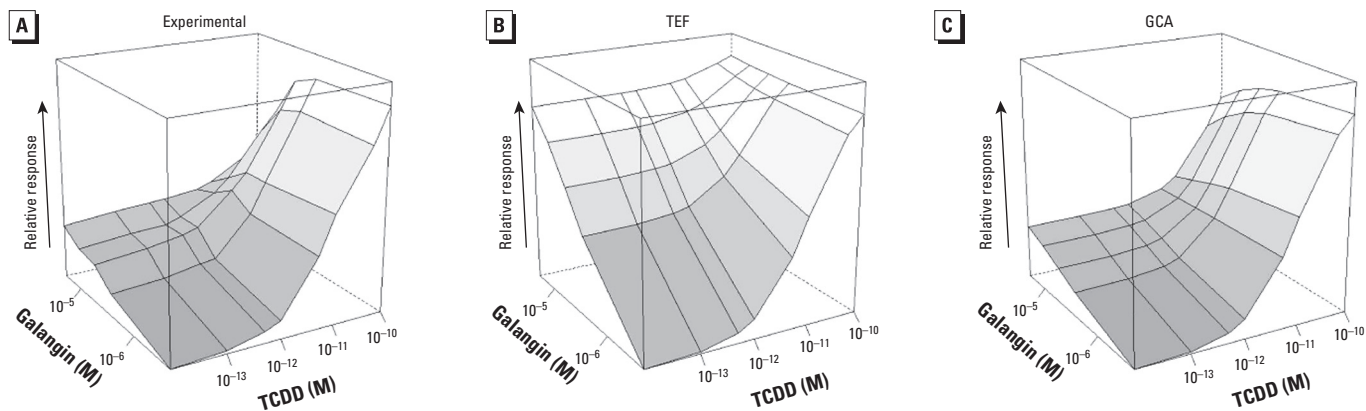 A
Experimental
Relative response
10–5
10–6
Galangin (M)
10–13
10–12
10–11
10–10
TCDD (M)
B
TEF
Relative response
10–5
10–6
Galangin (M)
10–13
10–12
10–11
10–10
TCDD (M)
C
GCA
Relative response
10–5
10–6
Galangin (M)
10–13
10–12
10–11
10–10
TCDD (M)